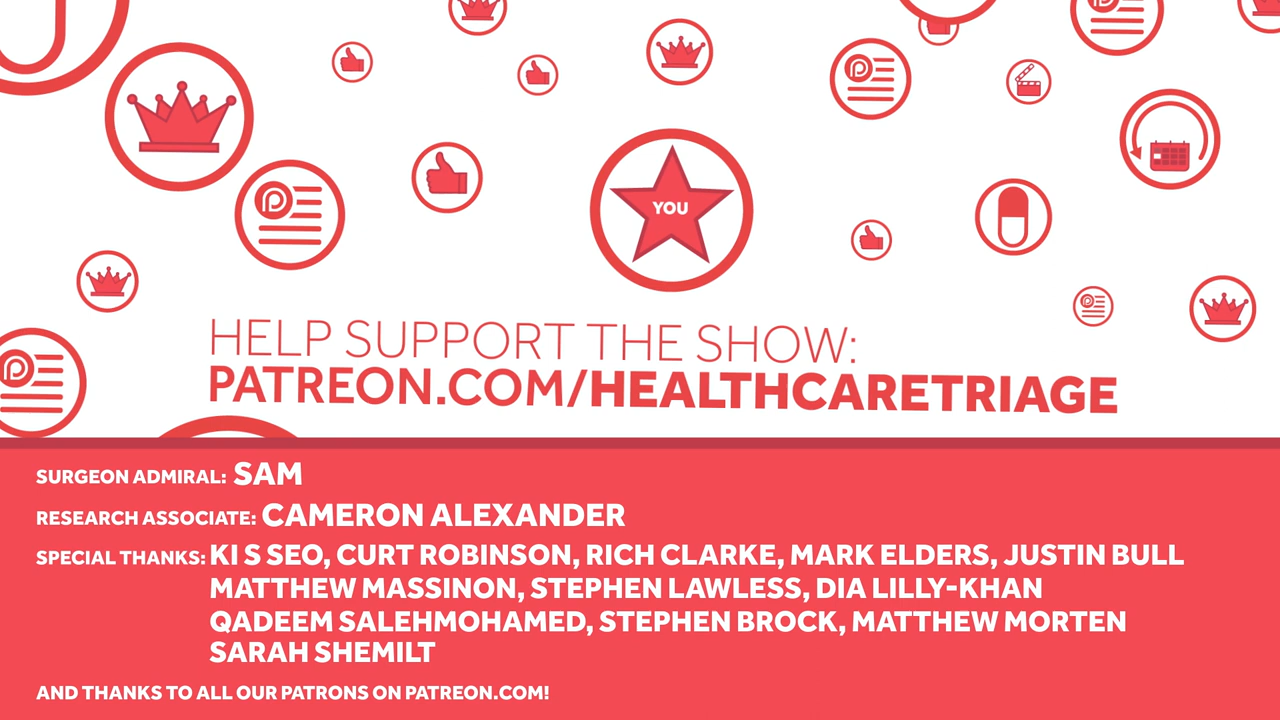 YOU
HELP SUPPORT THE SHOW:
PATREON.COM/HEALTHCARETRIAGE
SURGEON ADMIRAL: SAM
RESEARCH ASSOCIATE: CAMERON ALEXANDER
SPECIAL THANKS: KI S SEO, CURT ROBINSON, RICH CLARKE, MARK ELDERS, JUSTIN BULL
MATTHEW MASSINON, STEPHEN LAWLESS, DIA LILLY-KHAN
QADEEM SALEHMOHAMED, STEPHEN BROCK, MATTHEW MORTEN
SARAH SHEMILT
AND THANKS TO ALL OUR PATRONS ON PATREON.COM!